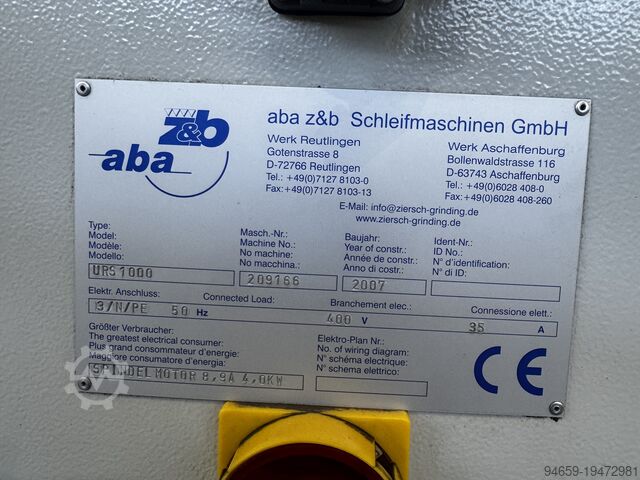 z&b
aba
aba z&b Schleifmaschinen GmbH
Werk Reutlingen
Gotenstrasse 8
D-72766 Reutlingen
Tel.: +49(0)7127 8103-0
Fax:+49(0)7127 8103-13
Werk Aschaffenburg
Bollenwaldstrasse 116
D-63743 Aschaffenburg
Tel.: +49(0)6028 408-0
Fax.:+49(0)6028 408-260
E-Mail: info@ziersch-grinding.de
www.ziersch-grinding.de
Type:
Model:
Modèle:
Modello:
URS1000
Masch.-Nr.:
Machine No.:
No machine:
No macchina.:
209166
Baujahr:
Year of constr.:
Année de constr.:
Anno di costr.:
2007
Ident-Nr.:
ID No.:
N° d'identification:
N° di ID:
Elektr. Anschluss: Connected Load: Branchement elec.: Connessione elett.:
3/N/PE 50 Hz 400 V 35 A
Größter Verbraucher:
The greatest electrical consumer:
Plus grand consommateur d'energie:
Maggiore consumatore d'energia:
SPINDELMOTOR 8,9A 4,0KW
Elektro-Plan Nr.:
No. of wiring diagram:
N° schéma électrique:
N° schema elettrico:
CE
94659-19472981